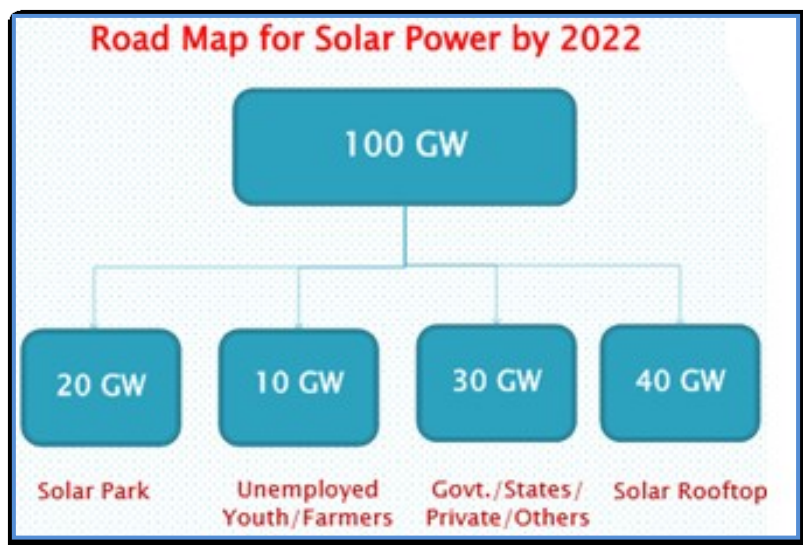 Road Map for Solar Power by 2022
100 GW
20 GW
10 GW
30 GW
40 GW
Solar Park
Unemployed
Youth/Farmers
Govt./States/
Private/Others
Solar Rooftop